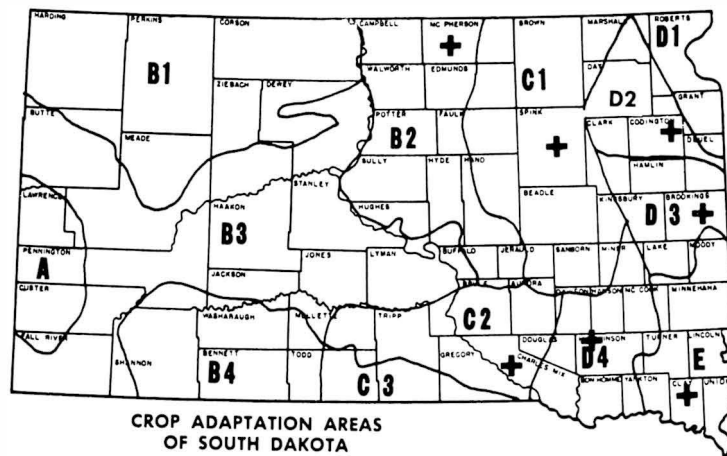 HARDING
PERKINS
CORSON
CAMPBELL
MC PHERSON
BROWN
MARSHAL
ROBERTS
D1
B1
WALWORTH
EDMUNDS
C1
DAY
ZIEBACH
DEWEY
D2
GRANT
BUTTE
POTTER
FAULK
SPINK
B2
CLARK
CODINGTON
MEADE
DEUEL
SULLY
HYDE
HAND
HAMLIN
STANLEY
LAWRENCE
BEADLE
KINGSBURY
BROOKINGS
HAAKON
HUGHES
D3
B3
PENNINGTON
JONES
LYMAN
BUFFALO
JERAULD
SANBORN
MINER
LAKE
MOODY
A
CUSTER
JACKSON
BRULE
AURORA
DAVISON
HANSON
MC COOK
MINNEHAHA
C2
WASHABAUGH
MELLETTE
TRIPP
FALL RIVER
DOUGLAS
HUTCHINSON
TURNER
LINCOLN
SHANNON
BENNETT
TODD
GREGORY
CHARLES MIX
D4
E
B4
C 3
BON HOMME
YANKTON
CLAY
UNION
CROP ADAPTATION AREAS
OF SOUTH DAKOTA